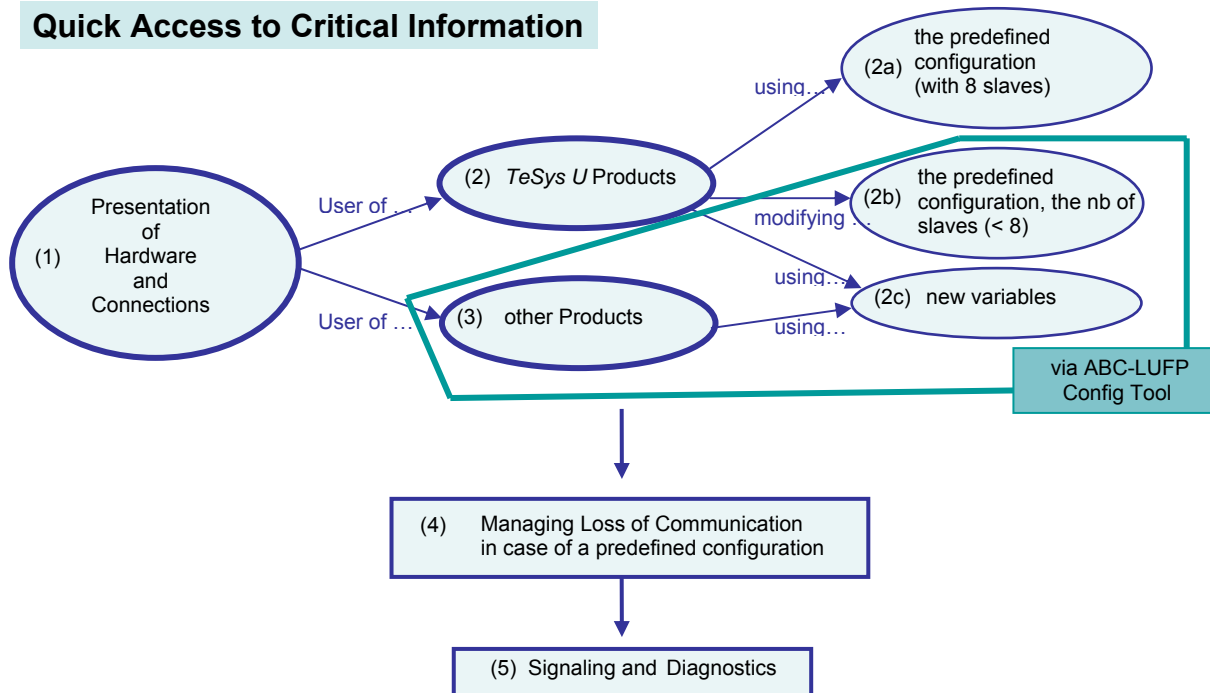 Quick Access to Critical Information
(1)
Presentation
of
Hardware
and
Connections
User of ...
User of ...
(2) TeSys U Products
(3) other Products
using...
modifying ...
using...
using...
(2a)
the predefined
configuration
(with 8 slaves)
(2b)
the predefined
configuration, the nb of
slaves (< 8)
(2c) new variables
via ABC-LUFP
Config Tool
(4) Managing Loss of Communication
in case of a predefined configuration
(5) Signaling and Diagnostics